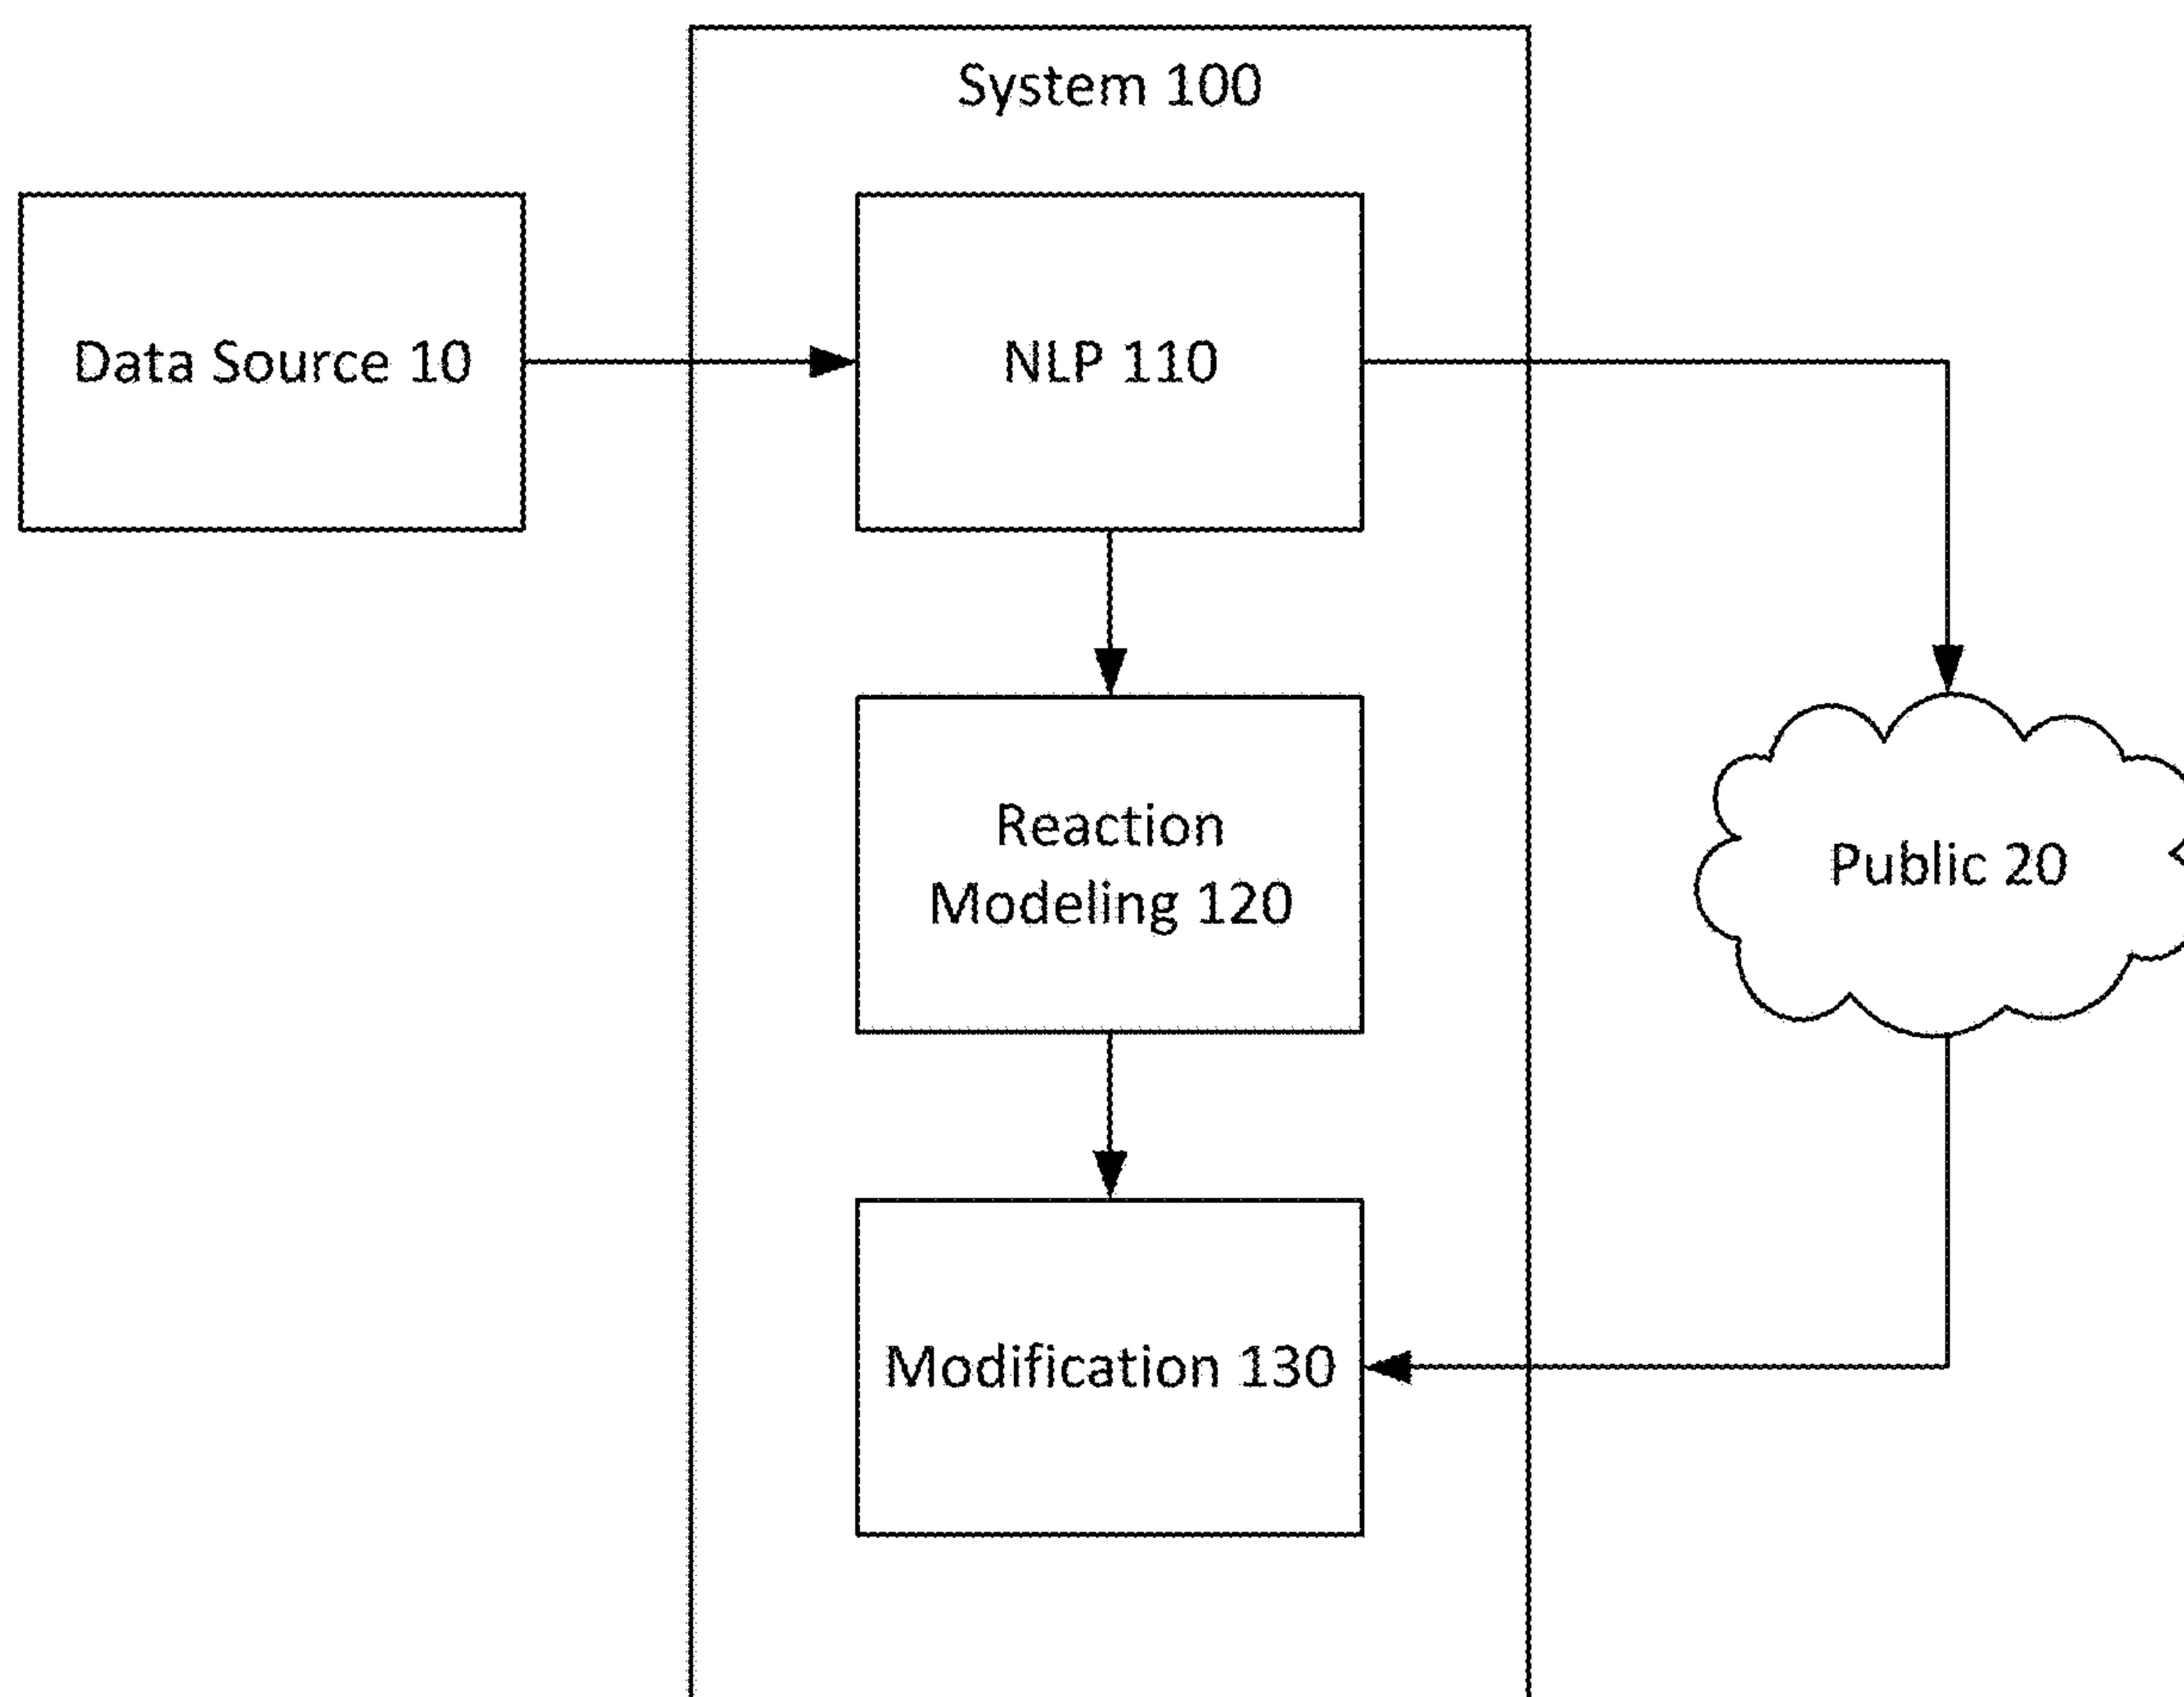 System 100
Data Source 10
NLP 110
Reaction
Modeling 120
Public 20
Modification 130